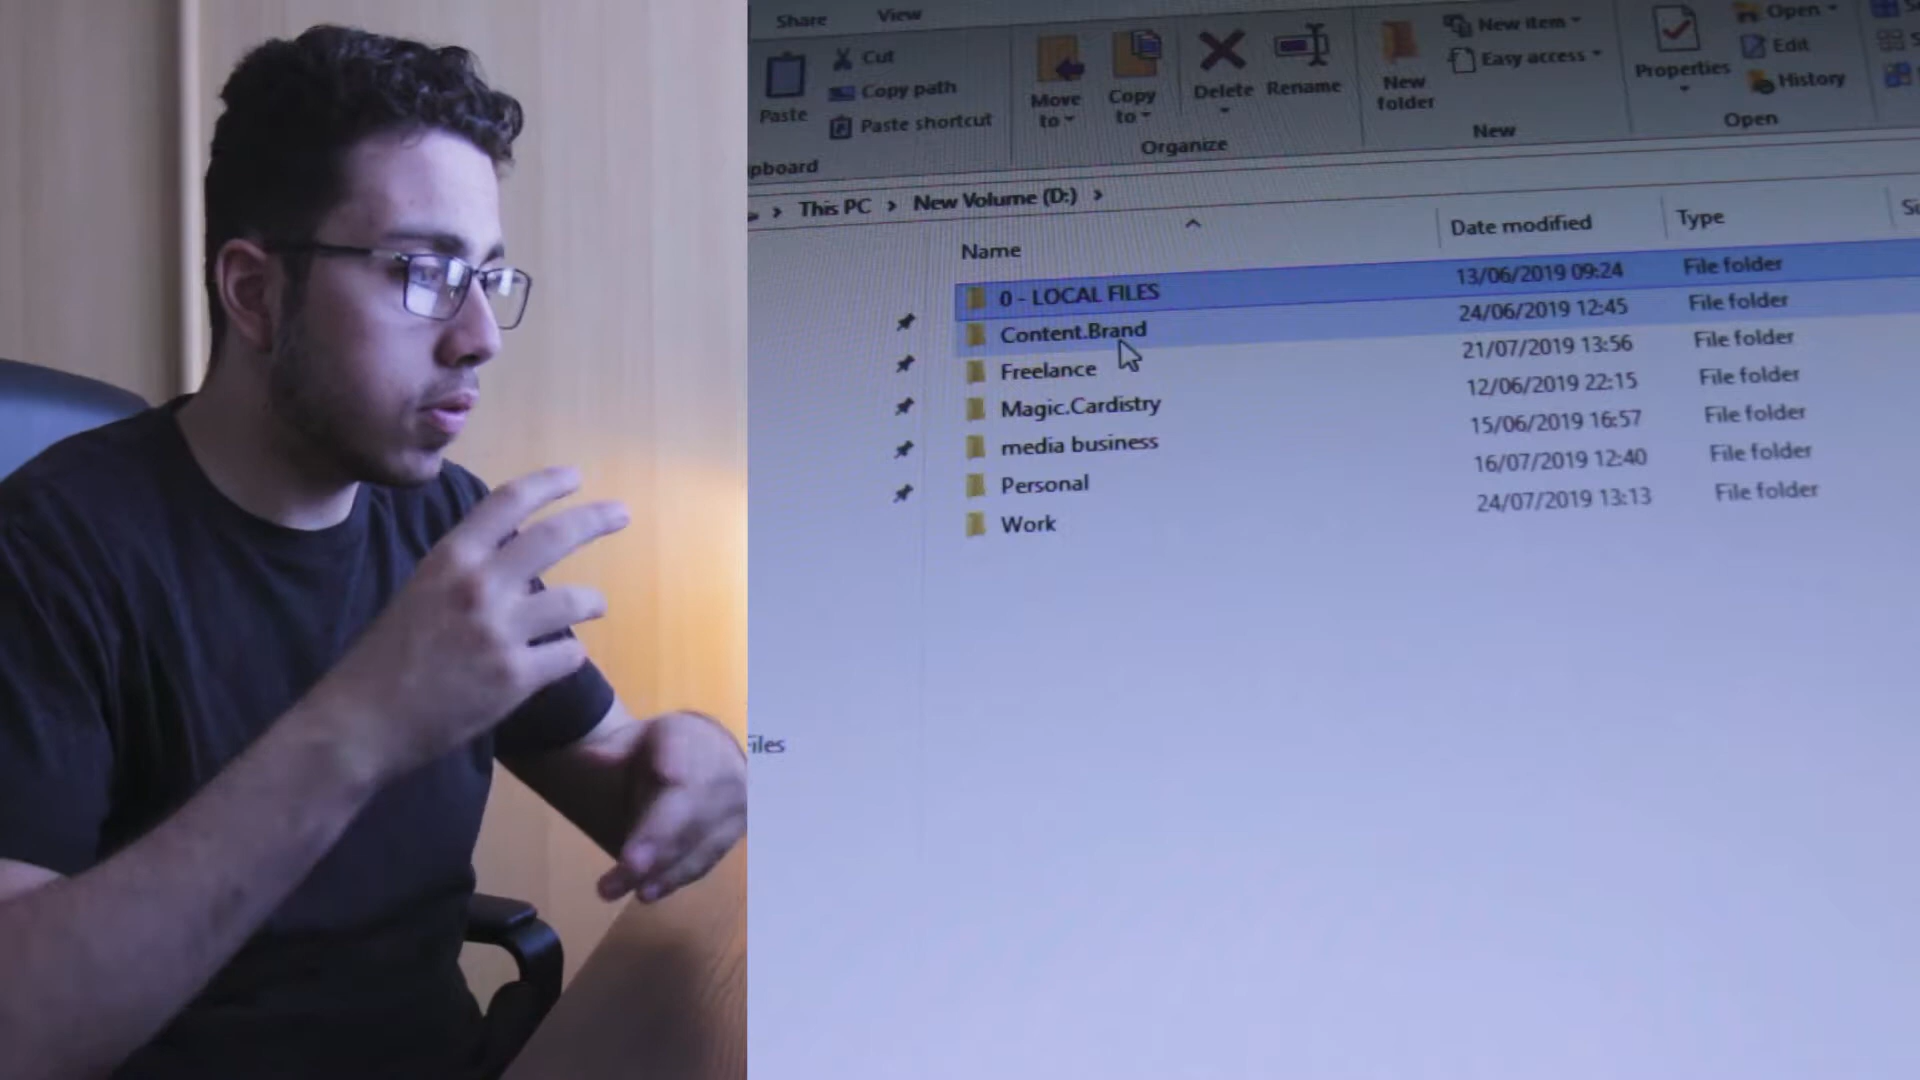 Share View
Paste
Cut
Copy path
Paste shortcut
pboard
Move to
Copy to
Delete
Rename
Organize
New folder
New item
Easy access
New
Properties
Open
Edit
History
Open
This PC > New Volume (D:) >
Name Date modified Type
0 - LOCAL FILES 13/06/2019 09:24 File folder
Content.Brand 24/06/2019 12:45 File folder
Freelance 21/07/2019 13:56 File folder
Magic.Cardistry 12/06/2019 22:15 File folder
media business 15/06/2019 16:57 File folder
Personal 16/07/2019 12:40 File folder
Work 24/07/2019 13:13 File folder
Files